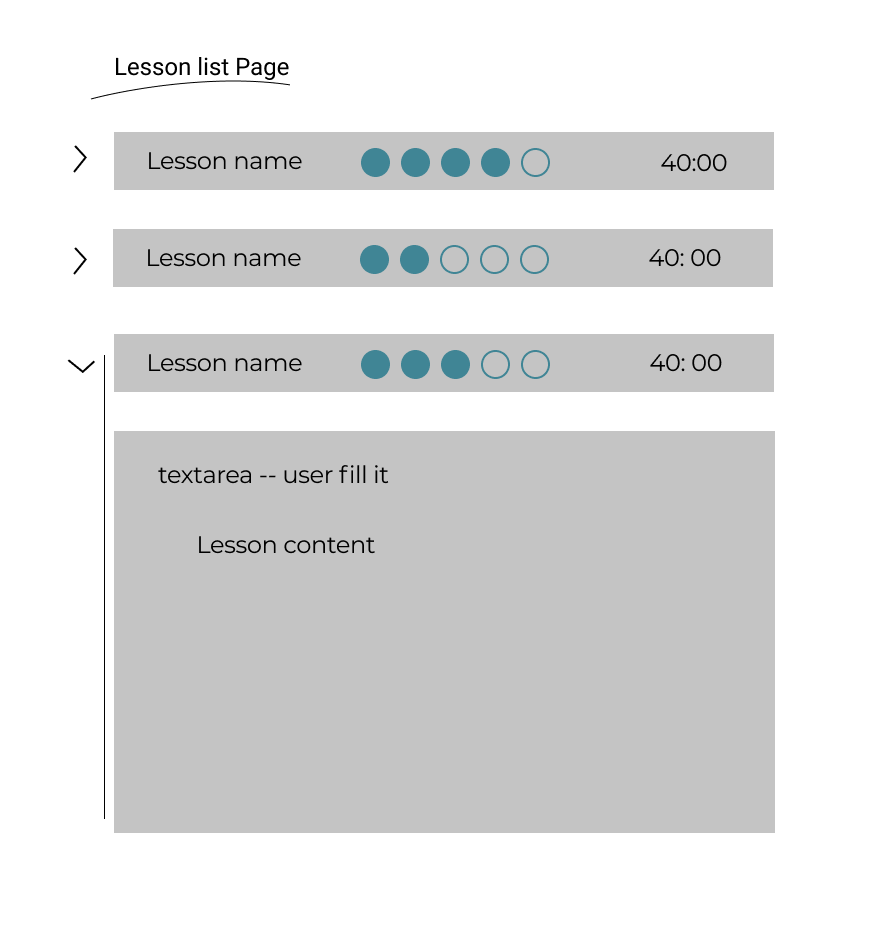 Lesson list Page
Lesson name 40:00
Lesson name 40: 00
Lesson name 40: 00
textarea -- user fill it
Lesson content